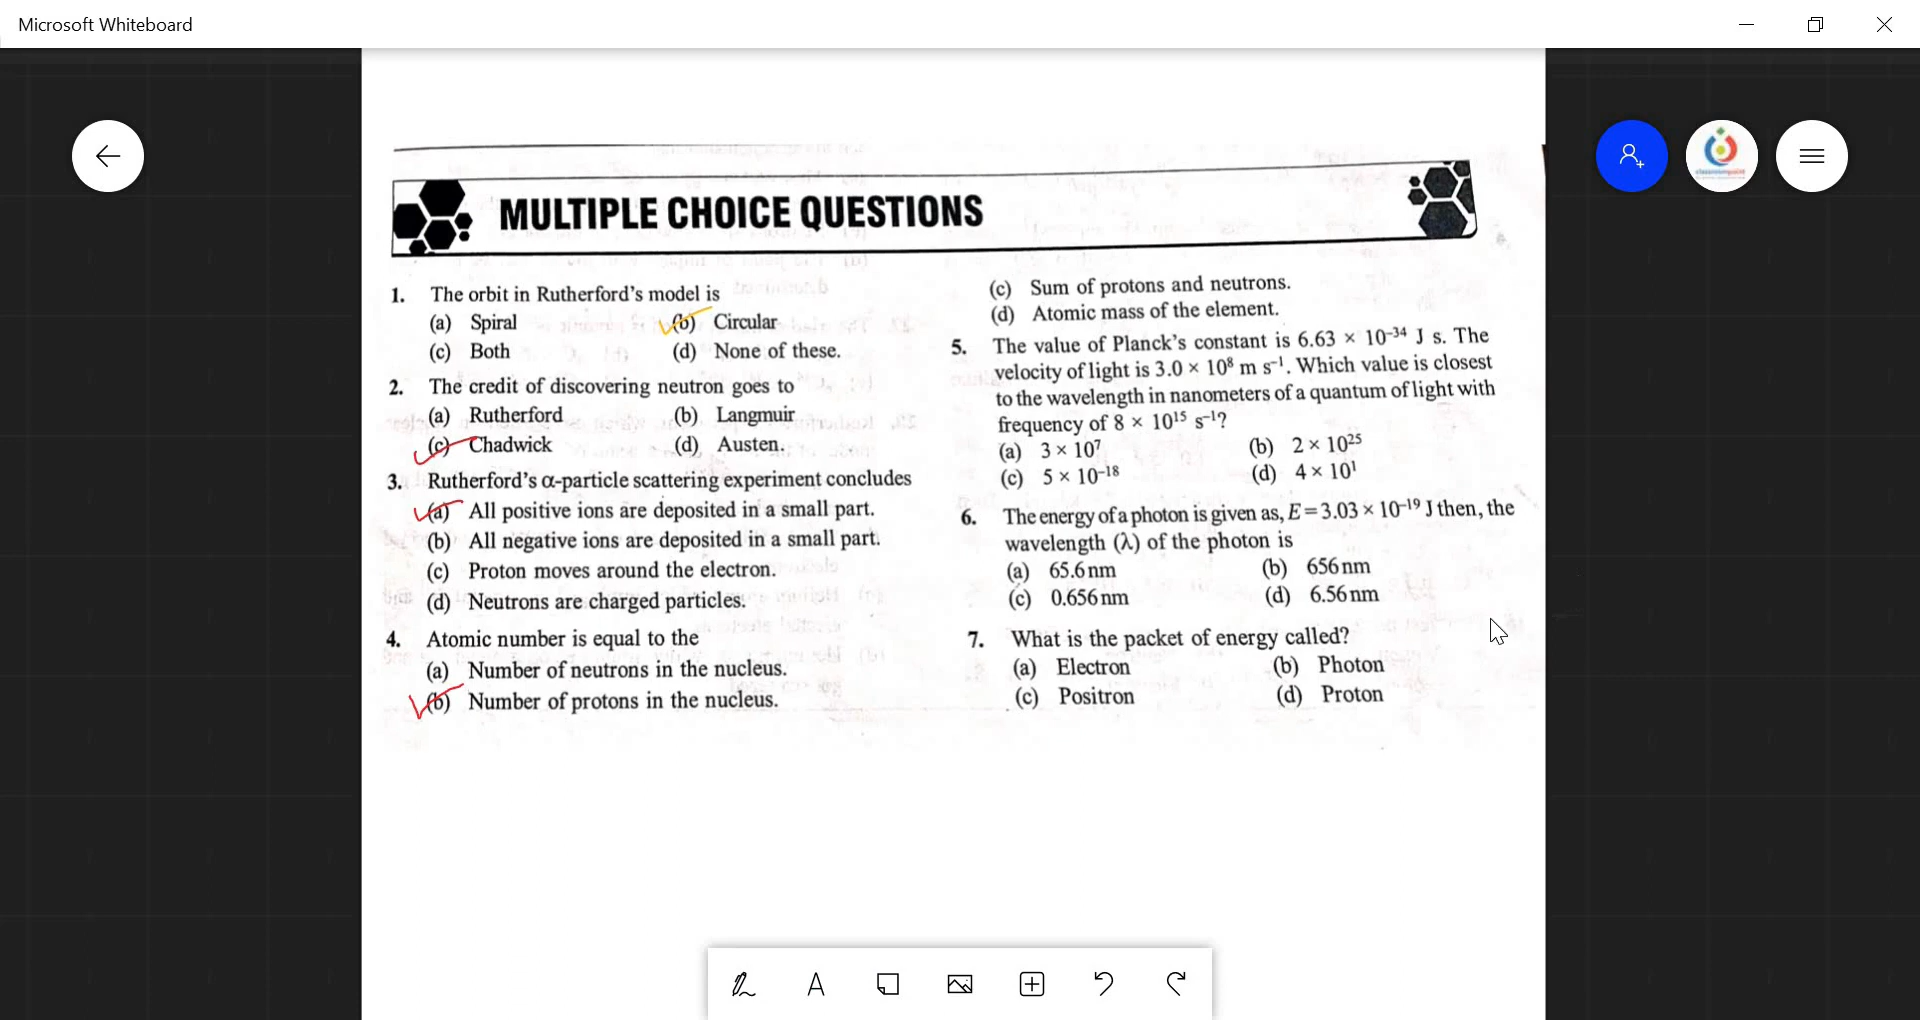 Microsoft Whiteboard
MULTIPLE CHOICE QUESTIONS
1. The orbit in Rutherford's model is
(a) Spiral (b) Circular
(c) Both (d) None of these.
2. The credit of discovering neutron goes to
(a) Rutherford (b) Langmuir
(c) Chadwick (d) Austen.
3. Rutherford's α-particle scattering experiment concludes
(a) All positive ions are deposited in a small part.
(b) All negative ions are deposited in a small part.
(c) Proton moves around the electron.
(d) Neutrons are charged particles.
4. Atomic number is equal to the
(a) Number of neutrons in the nucleus.
(b) Number of protons in the nucleus.
(c) Sum of protons and neutrons.
(d) Atomic mass of the element.
5. The value of Planck's constant is 6.63 × 10⁻³⁴ J s. The
velocity of light is 3.0 × 10⁸ m s⁻¹. Which value is closest
to the wavelength in nanometers of a quantum of light with
frequency of 8 × 10¹⁵ s⁻¹?
(a) 3 × 10⁷ (b) 2 × 10²⁵
(c) 5 × 10⁻¹⁸ (d) 4 × 10¹
6. The energy of a photon is given as, E = 3.03 × 10⁻¹⁹ J then, the
wavelength (λ) of the photon is
(a) 65.6 nm (b) 656 nm
(c) 0.656 nm (d) 6.56 nm
7. What is the packet of energy called?
(a) Electron (b) Photon
(c) Positron (d) Proton